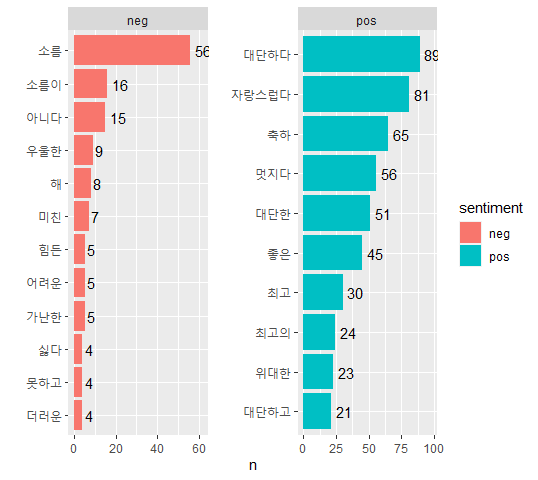 neg
소름 56
소름이 16
아니다 15
우울한 9
해 8
미친 7
힘든 5
어려운 5
가난한 5
싫다 4
못하고 4
더러운 4
0 20 40 60
pos
대단하다 89
자랑스럽다 81
축하 65
멋지다 56
대단한 51
좋은 45
최고 30
최고의 24
위대한 23
대단하고 21
0 25 50 75 100
n
sentiment
neg
pos